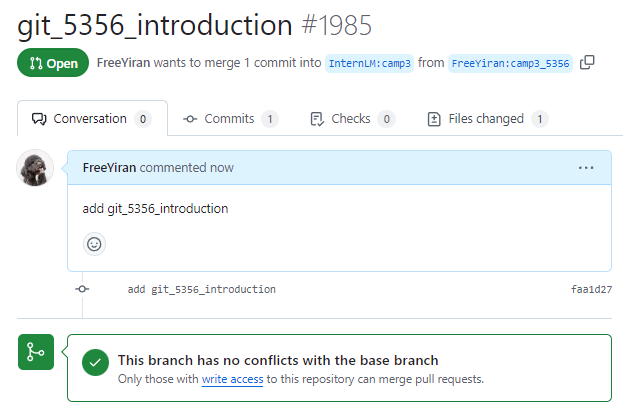 git_5356_introduction #1985
Open FreeYiran wants to merge 1 commit into InternLM:camp3 from FreeYiran:camp3_5356
Conversation 0 Commits 1 Checks 0 Files changed 1
FreeYiran commented now
add git_5356_introduction
add git_5356_introduction faa1d27
This branch has no conflicts with the base branch
Only those with write access to this repository can merge pull requests.